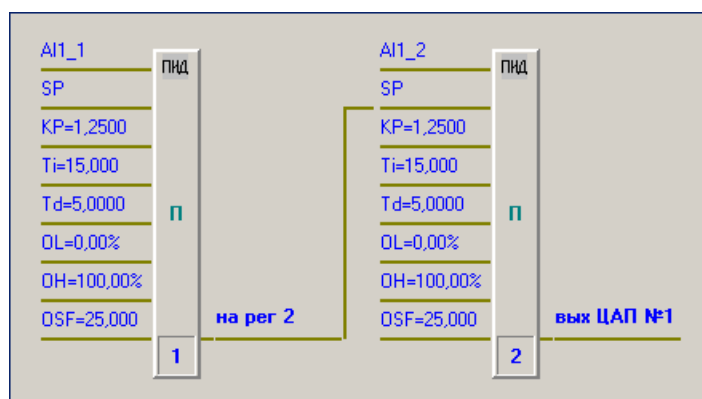 AI1_1
ПИД
SP
KP=1,2500
Ti=15,000
Td=5,0000
П
OL=0,00%
OH=100,00%
OSF=25,000
на рег 2
1
AI1_2
ПИД
SP
KP=1,2500
Ti=15,000
Td=5,0000
П
OL=0,00%
OH=100,00%
OSF=25,000
вых ЦАП №1
2